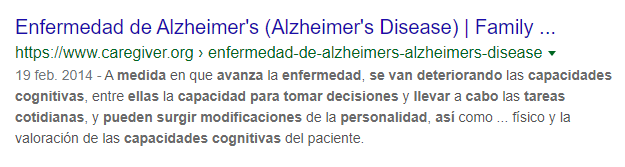 Enfermedad de Alzheimer's (Alzheimer's Disease) | Family ...
https://www.caregiver.org › enfermedad-de-alzheimers-alzheimers-disease
19 feb. 2014 - A medida en que avanza la enfermedad, se van deteriorando las capacidades
cognitivas, entre ellas la capacidad para tomar decisiones y llevar a cabo las tareas
cotidianas, y pueden surgir modificaciones de la personalidad, así como ... físico y la
valoración de las capacidades cognitivas del paciente.